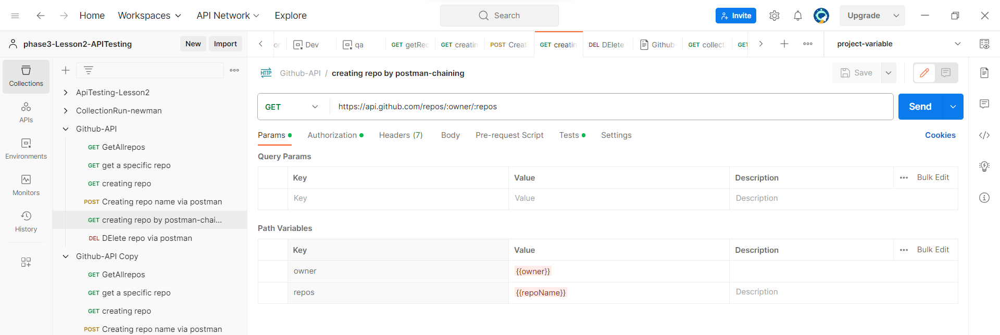 Home Workspaces API Network Explore Search Invite Upgrade
phase3-Lesson2-APITesting New Import
Dev qa GET getRec GET creatin POST Creat GET creatin DEL DElete Github GET collect GET project-variable
Collections
APIs
Environments
Monitors
History
ApiTesting-Lesson2
CollectionRun-newman
Github-API
GET GetAllrepos
GET get a specific repo
GET creating repo
POST Creating repo name via postman
GET creating repo by postman-chai...
DEL DElete repo via postman
Github-API Copy
GET GetAllrepos
GET get a specific repo
GET creating repo
POST Creating repo name via postman
HTTP Github-API / creating repo by postman-chaining Save
GET https://api.github.com/repos/:owner/:repos Send
Params Authorization Headers (7) Body Pre-request Script Tests Settings Cookies
Query Params
Key Value Description Bulk Edit
Key Value Description
Path Variables
Key Value Description Bulk Edit
owner {{owner}}
repos {{repoName}} Description